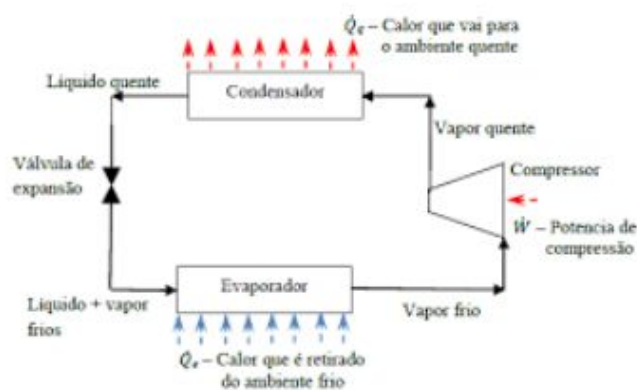 Q̇c – Calor que vai para
o ambiente quente
Líquido quente
Condensador
Vapor quente
Válvula de
expansão
Compressor
Ẇ – Potencia de
compressão
Evaporador
Líquido + vapor
frios
Vapor frio
Q̇e – Calor que é retirado
do ambiente frio